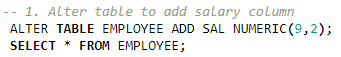 -- 1. Alter table to add salary column
ALTER TABLE EMPLOYEE ADD SAL NUMERIC(9,2);
SELECT * FROM EMPLOYEE;